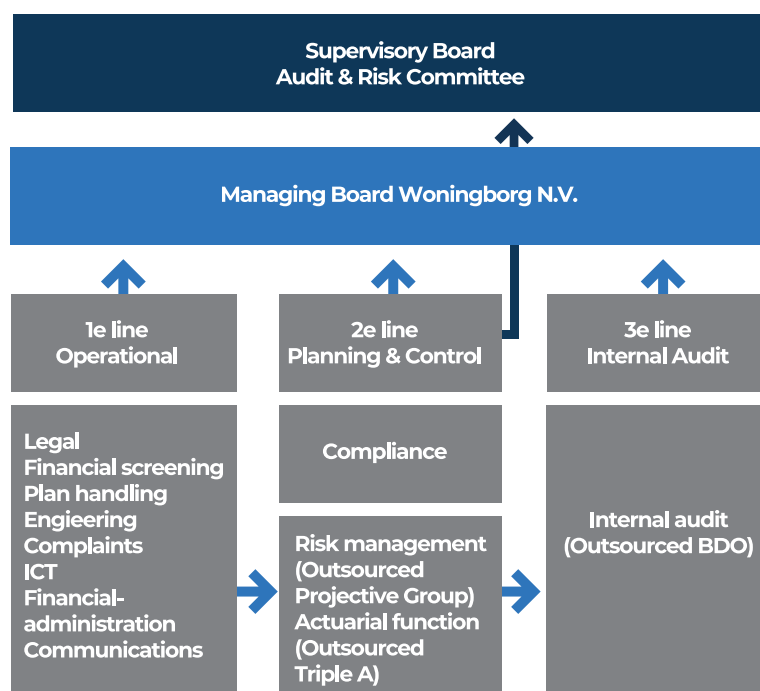 Supervisory Board
Audit & Risk Committee
Managing Board Woningborg N.V.
1e line
Operational
2e line
Planning & Control
3e line
Internal Audit
Legal
Financial screening
Plan handling
Engieering
Complaints
ICT
Financial-
administration
Communications
Compliance
Risk management
(Outsourced
Projective Group)
Actuarial function
(Outsourced
Triple A)
Internal audit
(Outsourced BDO)